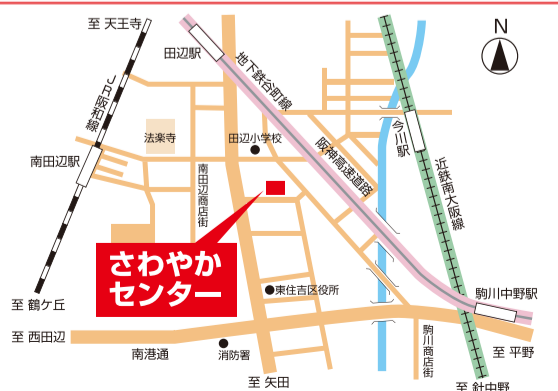 至 天王寺
N
田辺駅
地下鉄谷町線
JR阪和線
法楽寺
田辺小学校
今川駅
阪神高速道路
近鉄南大阪線
南田辺駅
南田辺商店街
さわやか
センター
東住吉区役所
駒川中野駅
至 鶴ケ丘
至 西田辺
南港通
消防署
駒川商店街
至 平野
至 矢田
至 針中野